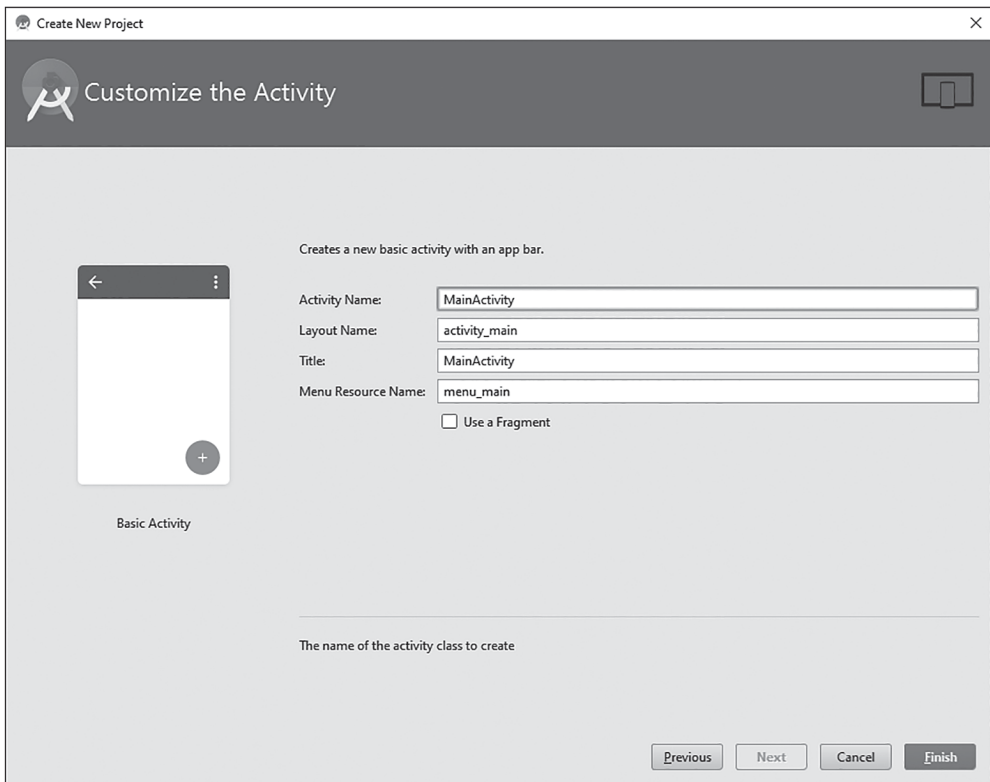 Create New Project
Customize the Activity
Creates a new basic activity with an app bar.
Activity Name: MainActivity
Layout Name: activity_main
Title: MainActivity
Menu Resource Name: menu_main
Use a Fragment
Basic Activity
The name of the activity class to create
Previous Next Cancel Finish